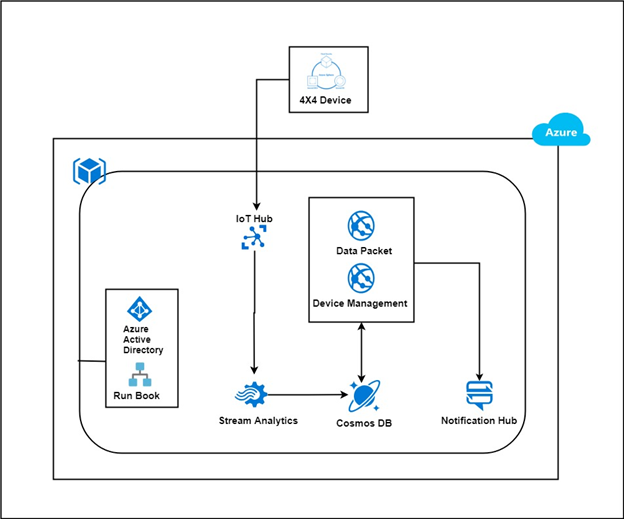 4X4 Device
Azure
IoT Hub
Data Packet
Device Management
Azure
Active
Directory
Run Book
Stream Analytics
Cosmos DB
Notification Hub